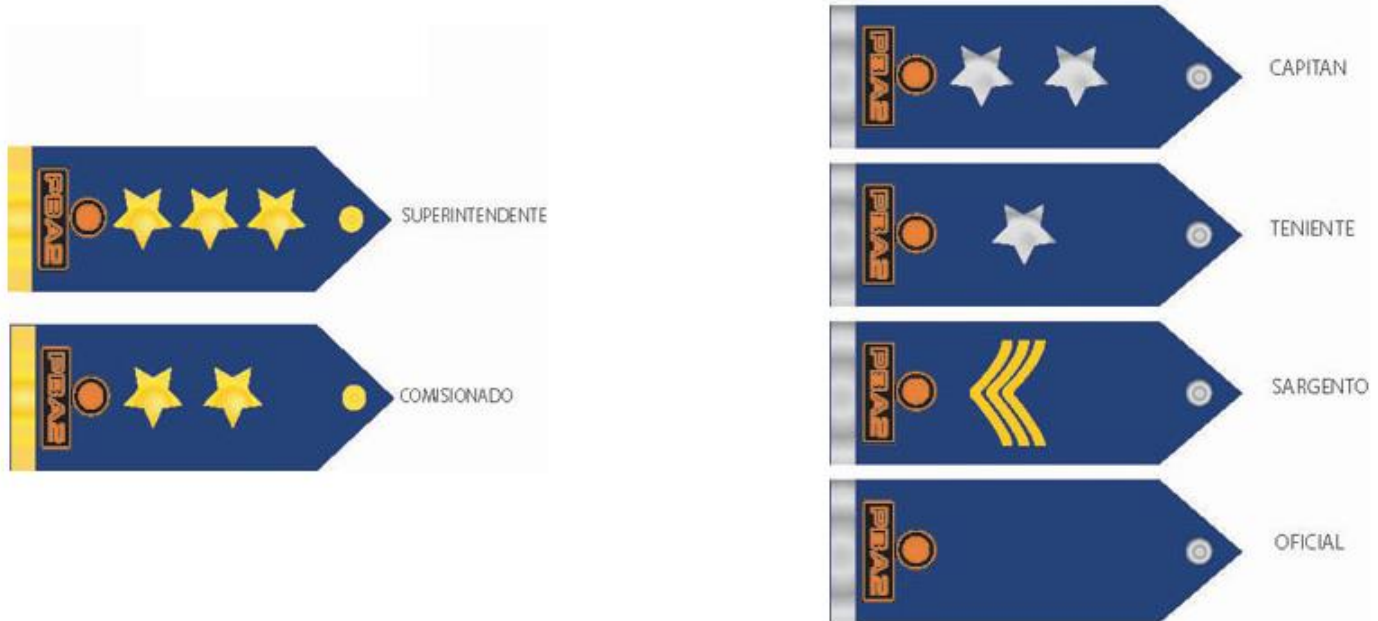 PBA2
SUPERINTENDENTE
PBA2
COMISIONADO
PBA2
CAPITAN
PBA2
TENIENTE
PBA2
SARGENTO
PBA2
OFICIAL